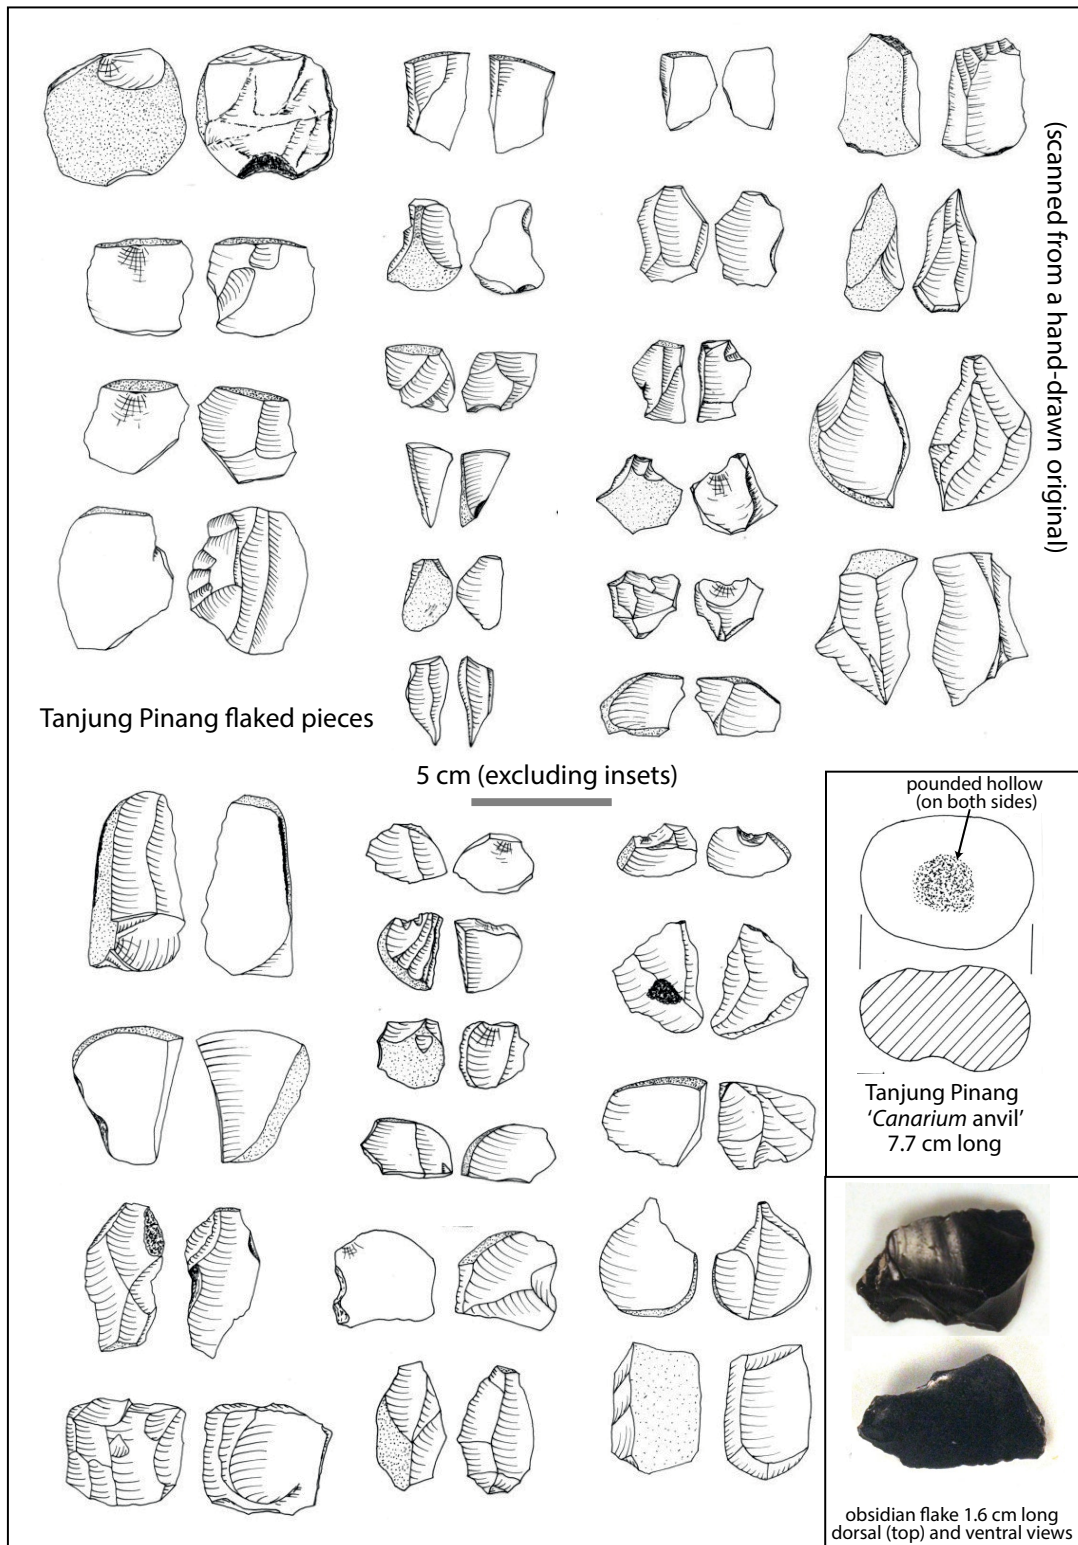 (scanned from a hand-drawn original)
Tanjung Pinang flaked pieces
5 cm (excluding insets)
pounded hollow
(on both sides)
Tanjung Pinang
‘Canarium anvil’
7.7 cm long
obsidian flake 1.6 cm long
dorsal (top) and ventral views